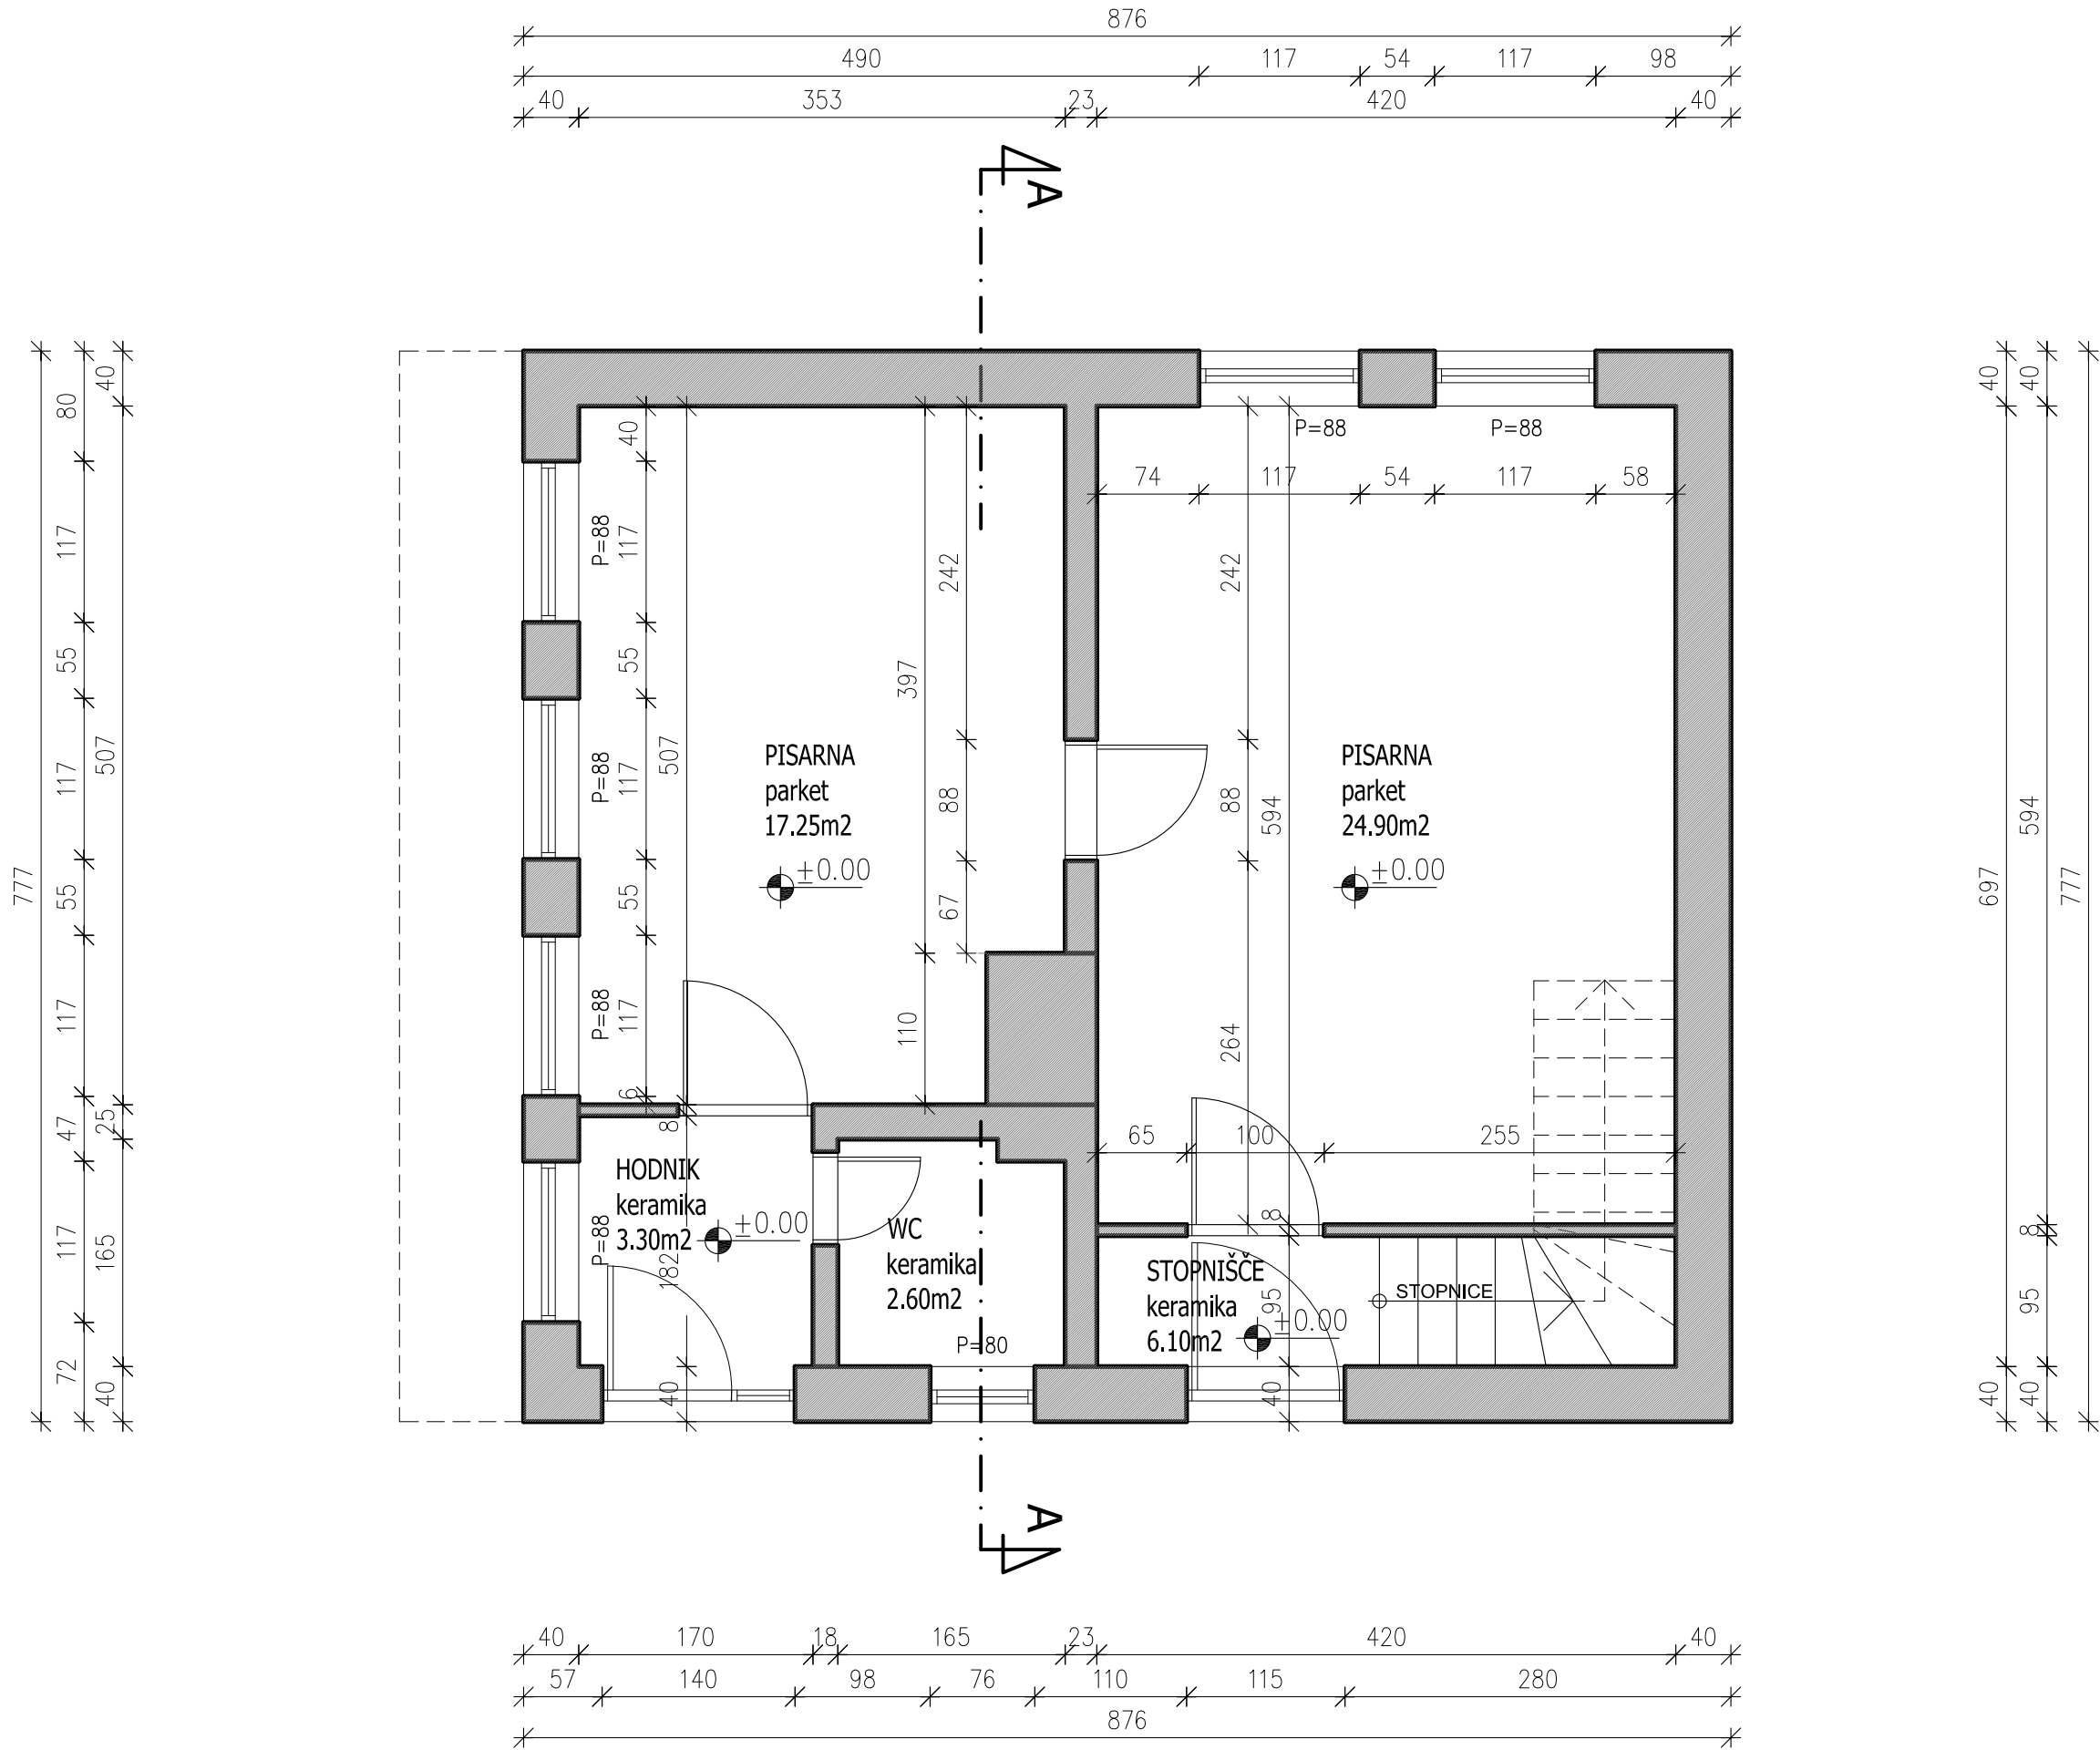 876
490 117 54 117 98
40 353 23 420 40
A
777
80 117 55 117 55 117 47 117 72
40 507 25 165 40
40 117 55 117 55 117 6
P=88
P=88
P=88
P=88
507 8 182 40
397 110
242 88 67
PISARNA
parket
17.25m2
±0.00
P=88 P=88
74 117 54 117 58
242 88 264
594 8 95 40
PISARNA
parket
24.90m2
±0.00
65 100 255
HODNIK
keramika
3.30m2
±0.00
WC
keramika
2.60m2
P=80
STOPNIŠČE
keramika
6.10m2
±0.00
STOPNICE
40 697 40
40 594 8 95 40
777
A
40 170 18 165 23 420 40
57 140 98 76 110 115 280
876